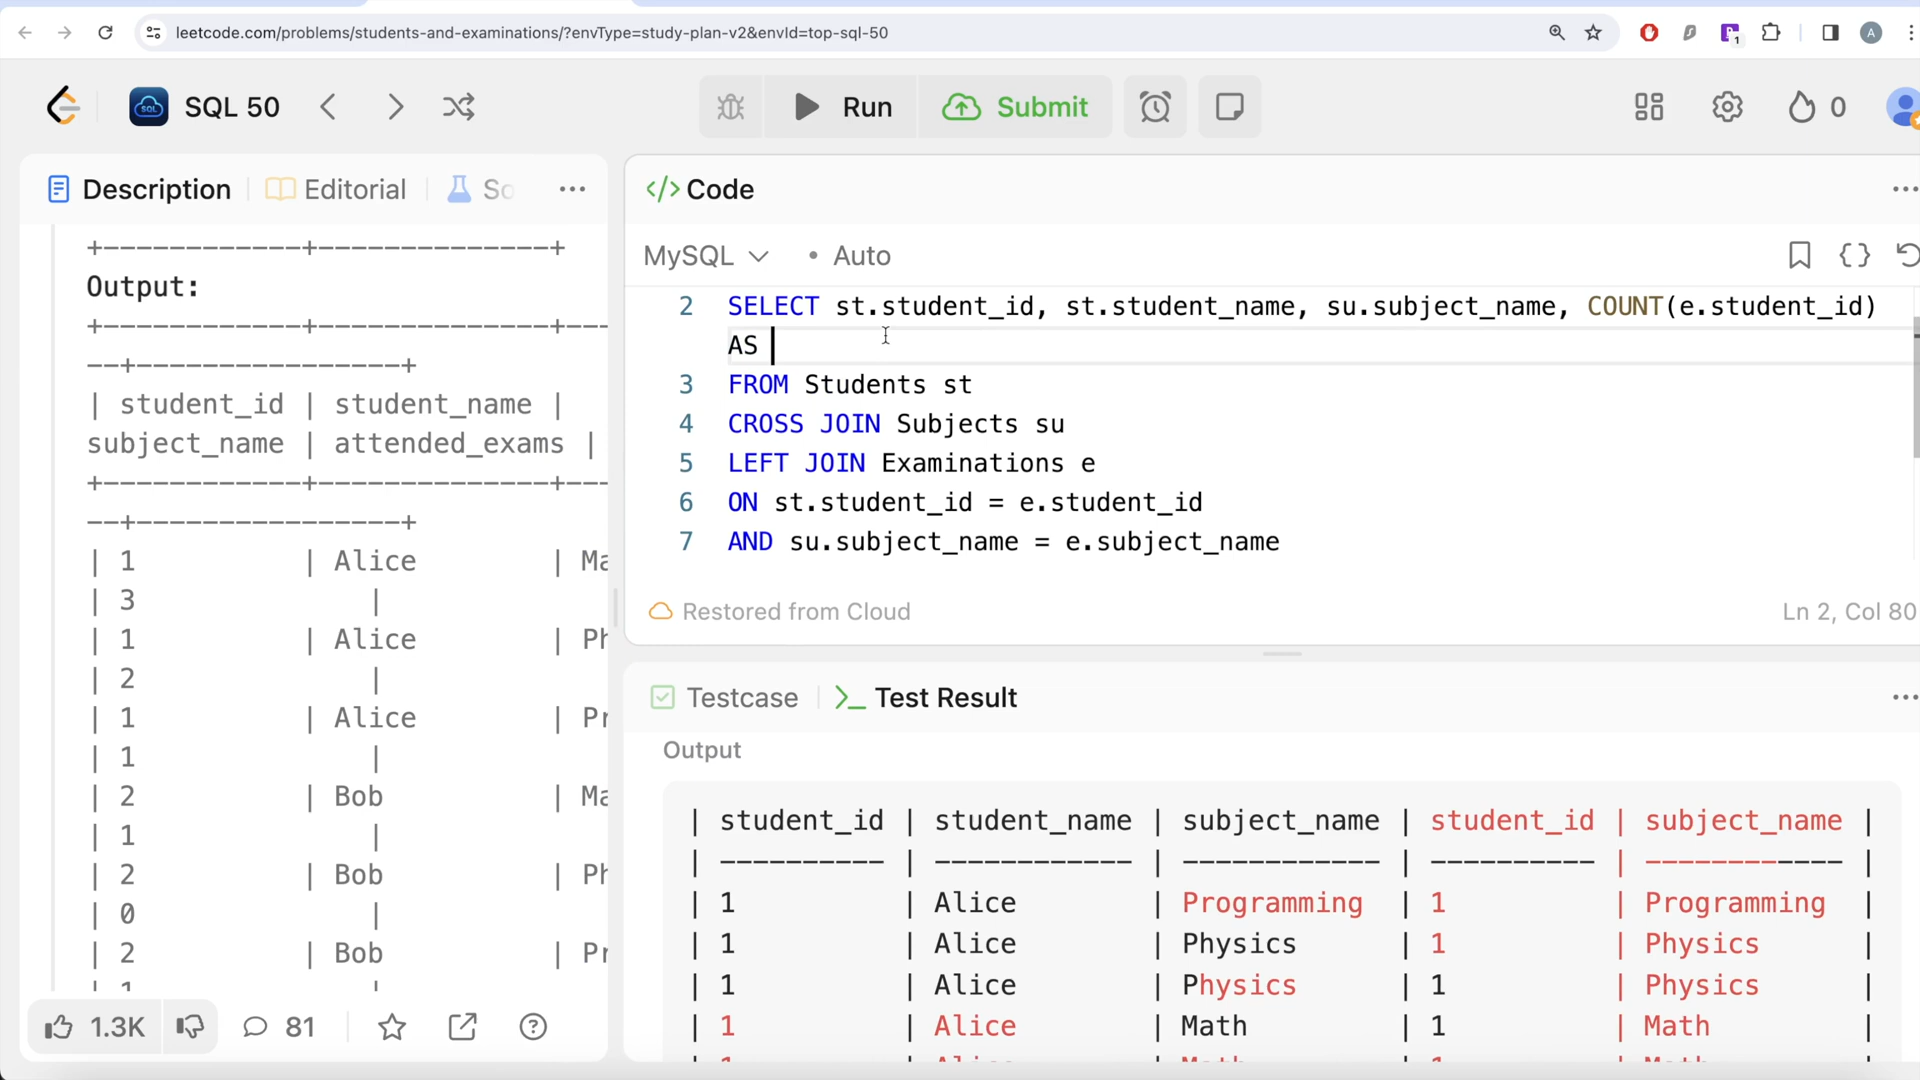 leetcode.com/problems/students-and-examinations/?envType=study-plan-v2&envId=top-sql-50
1
A
SQL
SQL 50
Run
Submit
0
Description
Editorial
So
...
+------------+--------------+
Output:
+------------+--------------+---
--+----------------+
| student_id | student_name |
subject_name | attended_exams |
+------------+--------------+---
--+----------------+
| 1 | Alice | Ma
| 3 |
| 1 | Alice | Ph
| 2 |
| 1 | Alice | Pr
| 1 |
| 2 | Bob | Ma
| 1 |
| 2 | Bob | Ph
| 0 |
| 2 | Bob | Pr
1.3K
81
</> Code
...
MySQL
• Auto
{}
2 SELECT st.student_id, st.student_name, su.subject_name, COUNT(e.student_id)
AS
3 FROM Students st
4 CROSS JOIN Subjects su
5 LEFT JOIN Examinations e
6 ON st.student_id = e.student_id
7 AND su.subject_name = e.subject_name
Restored from Cloud
Ln 2, Col 80
Testcase
>_ Test Result
...
Output
| student_id | student_name | subject_name | student_id | subject_name |
| ---------- | ------------ | ------------ | ---------- | ------------ |
| 1 | Alice | Programming | 1 | Programming |
| 1 | Alice | Physics | 1 | Physics |
| 1 | Alice | Physics | 1 | Physics |
| 1 | Alice | Math | 1 | Math |